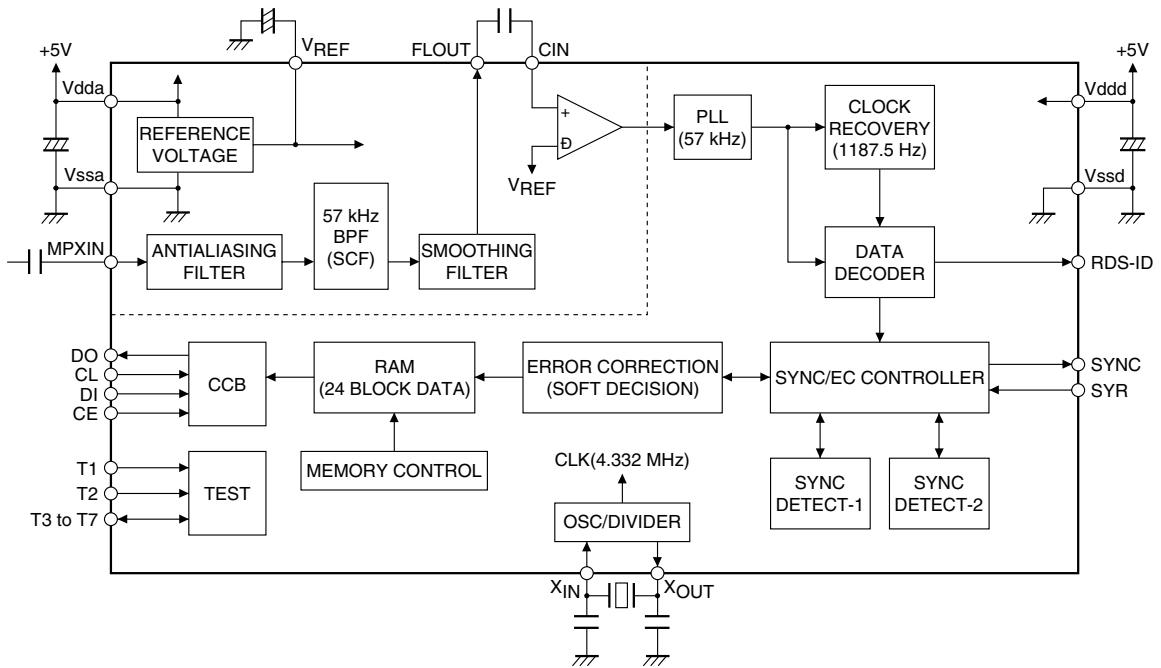 +5V
VREF
FLOUT
CIN
+5V
Vdda
Vddd
REFERENCE
VOLTAGE
+
Đ
VREF
PLL
(57 kHz)
CLOCK
RECOVERY
(1187.5 Hz)
Vssa
Vssd
MPXIN
ANTIALIASING
FILTER
57 kHz
BPF
(SCF)
SMOOTHING
FILTER
DATA
DECODER
RDS-ID
DO
CL
DI
CE
CCB
RAM
(24 BLOCK DATA)
ERROR CORRECTION
(SOFT DECISION)
SYNC/EC CONTROLLER
SYNC
SYR
MEMORY CONTROL
CLK(4.332 MHz)
T1
T2
T3 to T7
TEST
OSC/DIVIDER
SYNC
DETECT-1
SYNC
DETECT-2
XIN
XOUT